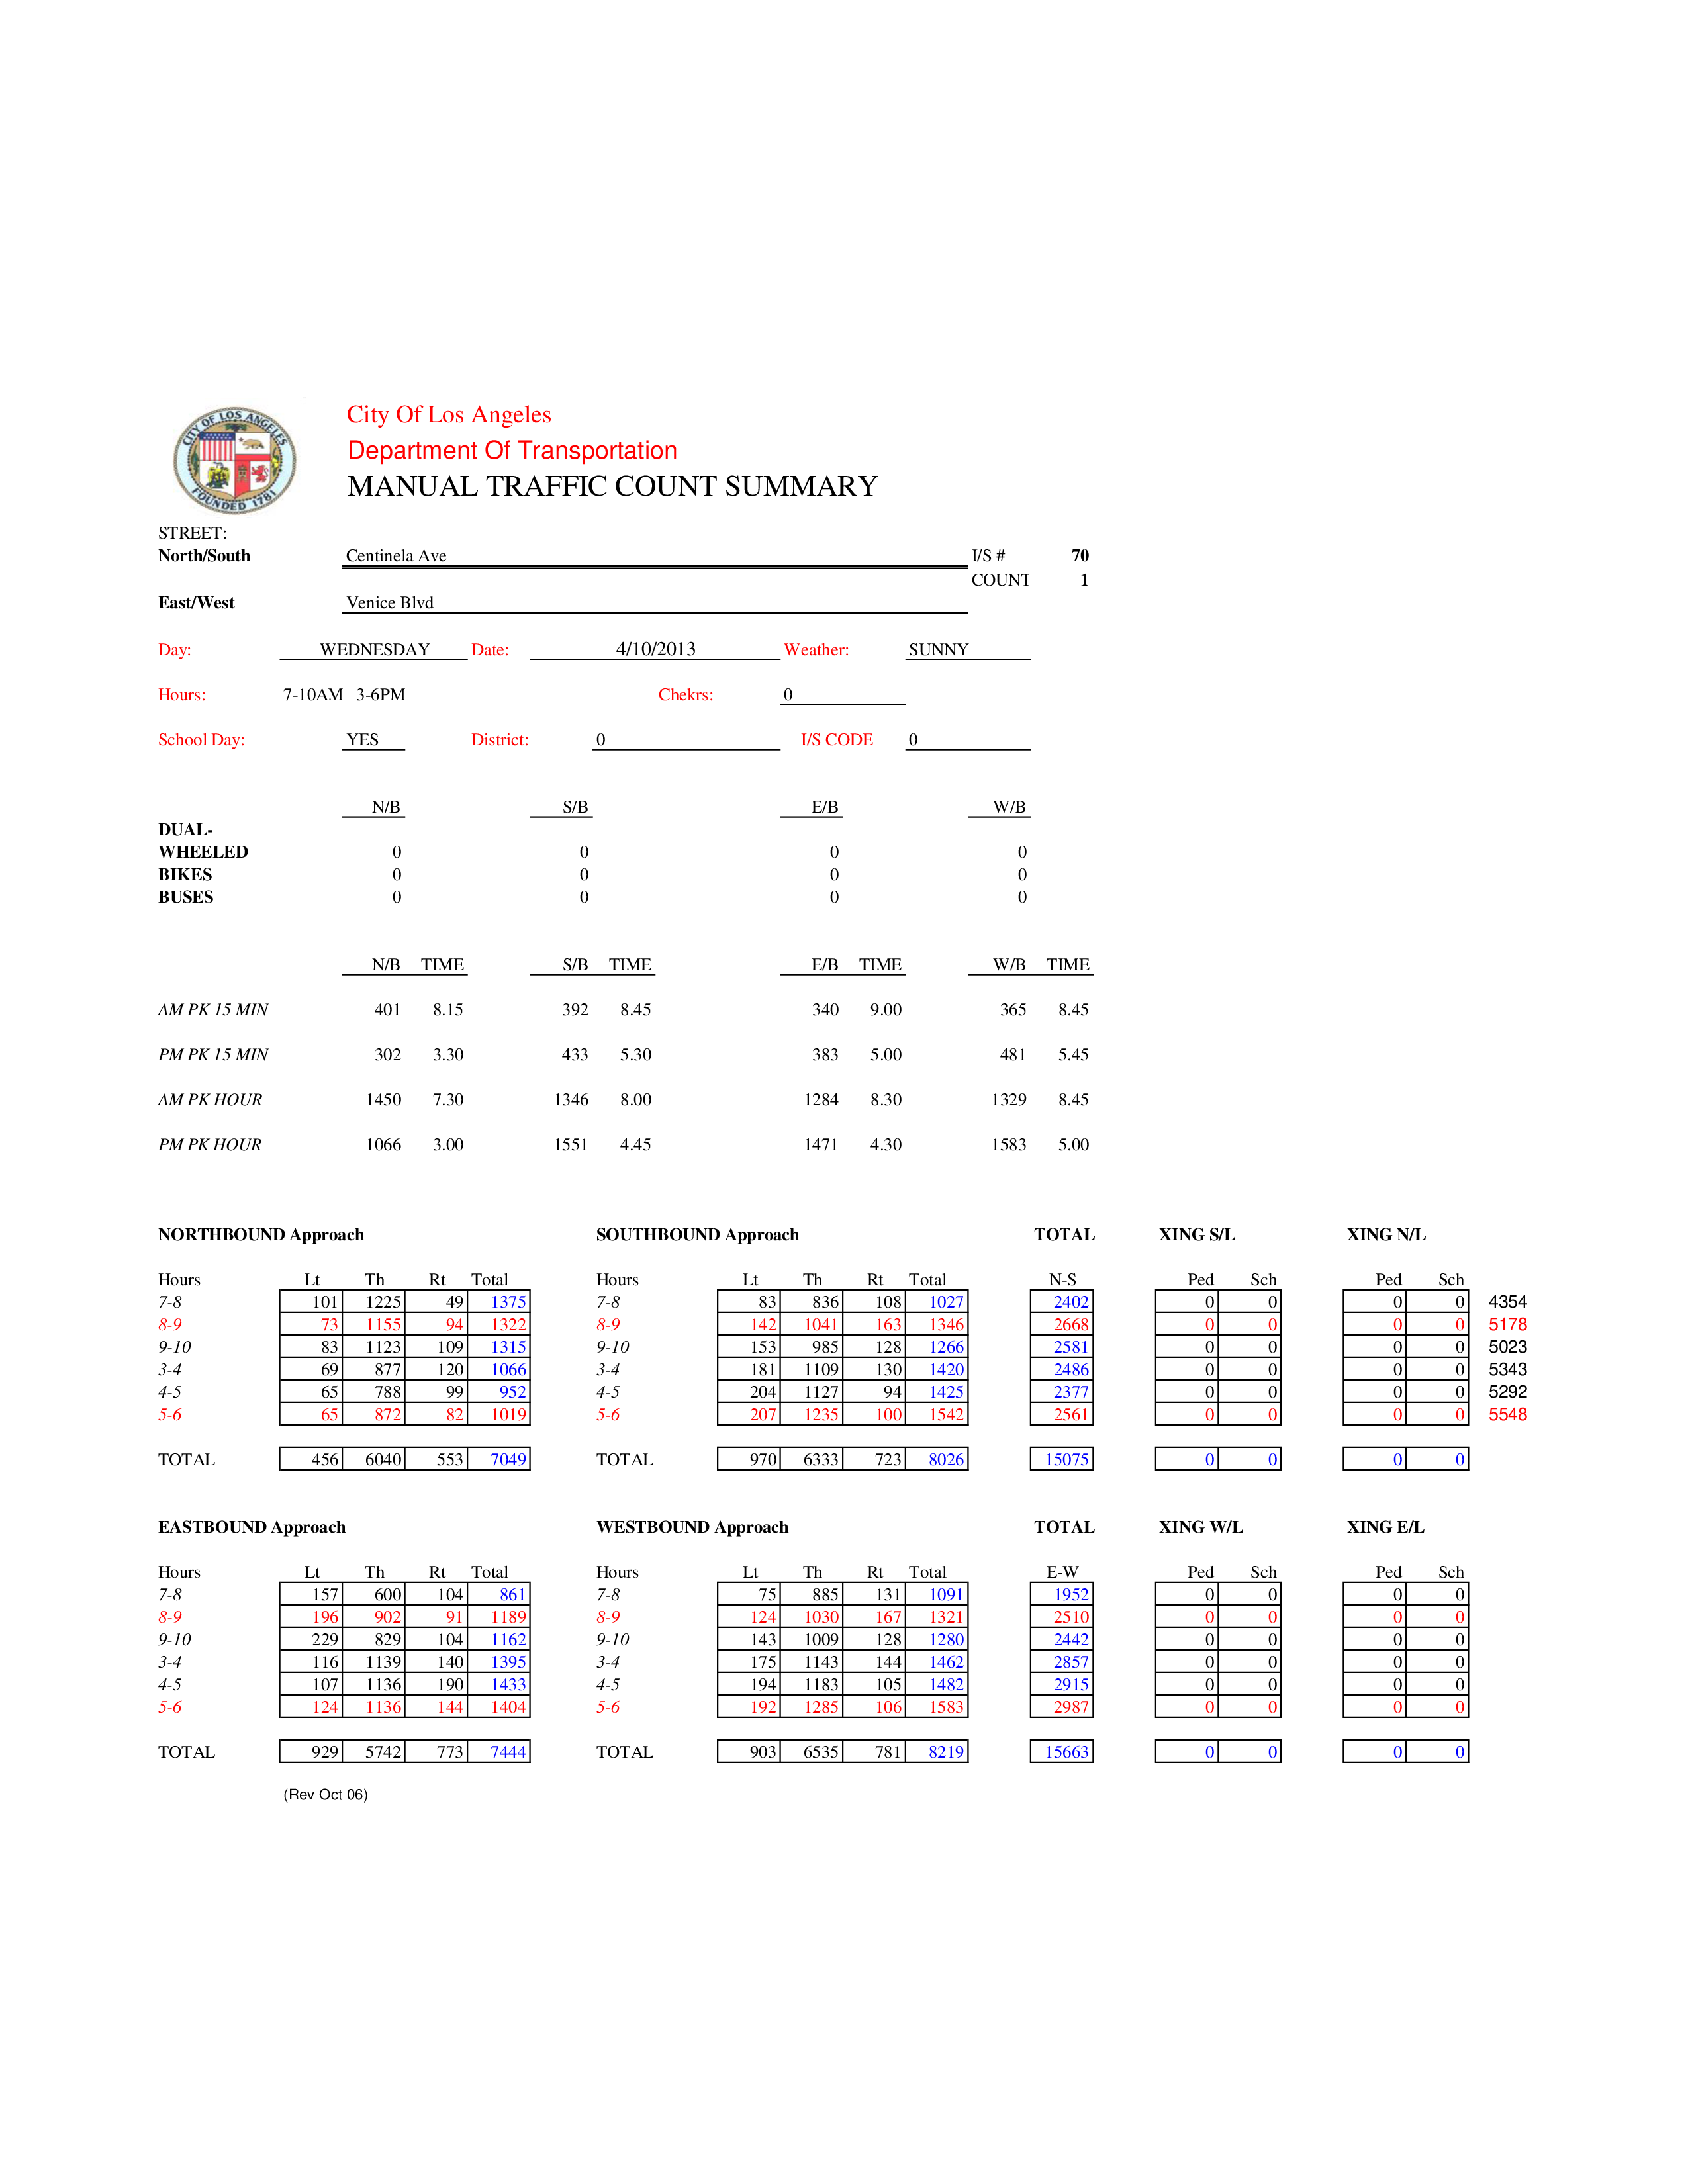 CITY OF LOS ANGELES
FOUNDED 1781
City Of Los Angeles
Department Of Transportation
MANUAL TRAFFIC COUNT SUMMARY
STREET:
North/South Centinela Ave I/S # 70
COUNT 1
East/West Venice Blvd
Day: WEDNESDAY Date: 4/10/2013 Weather: SUNNY
Hours: 7-10AM 3-6PM Chekrs: 0
School Day: YES District: 0 I/S CODE 0
N/B S/B E/B W/B
DUAL-
WHEELED 0 0 0 0
BIKES 0 0 0 0
BUSES 0 0 0 0
N/B TIME S/B TIME E/B TIME W/B TIME
AM PK 15 MIN 401 8.15 392 8.45 340 9.00 365 8.45
PM PK 15 MIN 302 3.30 433 5.30 383 5.00 481 5.45
AM PK HOUR 1450 7.30 1346 8.00 1284 8.30 1329 8.45
PM PK HOUR 1066 3.00 1551 4.45 1471 4.30 1583 5.00
NORTHBOUND Approach SOUTHBOUND Approach TOTAL XING S/L XING N/L
Hours Lt Th Rt Total Hours Lt Th Rt Total N-S Ped Sch Ped Sch
7-8 101 1225 49 1375 7-8 83 836 108 1027 2402 0 0 0 0 4354
8-9 73 1155 94 1322 8-9 142 1041 163 1346 2668 0 0 0 0 5178
9-10 83 1123 109 1315 9-10 153 985 128 1266 2581 0 0 0 0 5023
3-4 69 877 120 1066 3-4 181 1109 130 1420 2486 0 0 0 0 5343
4-5 65 788 99 952 4-5 204 1127 94 1425 2377 0 0 0 0 5292
5-6 65 872 82 1019 5-6 207 1235 100 1542 2561 0 0 0 0 5548
TOTAL 456 6040 553 7049 TOTAL 970 6333 723 8026 15075 0 0 0 0
EASTBOUND Approach WESTBOUND Approach TOTAL XING W/L XING E/L
Hours Lt Th Rt Total Hours Lt Th Rt Total E-W Ped Sch Ped Sch
7-8 157 600 104 861 7-8 75 885 131 1091 1952 0 0 0 0
8-9 196 902 91 1189 8-9 124 1030 167 1321 2510 0 0 0 0
9-10 229 829 104 1162 9-10 143 1009 128 1280 2442 0 0 0 0
3-4 116 1139 140 1395 3-4 175 1143 144 1462 2857 0 0 0 0
4-5 107 1136 190 1433 4-5 194 1183 105 1482 2915 0 0 0 0
5-6 124 1136 144 1404 5-6 192 1285 106 1583 2987 0 0 0 0
TOTAL 929 5742 773 7444 TOTAL 903 6535 781 8219 15663 0 0 0 0
(Rev Oct 06)